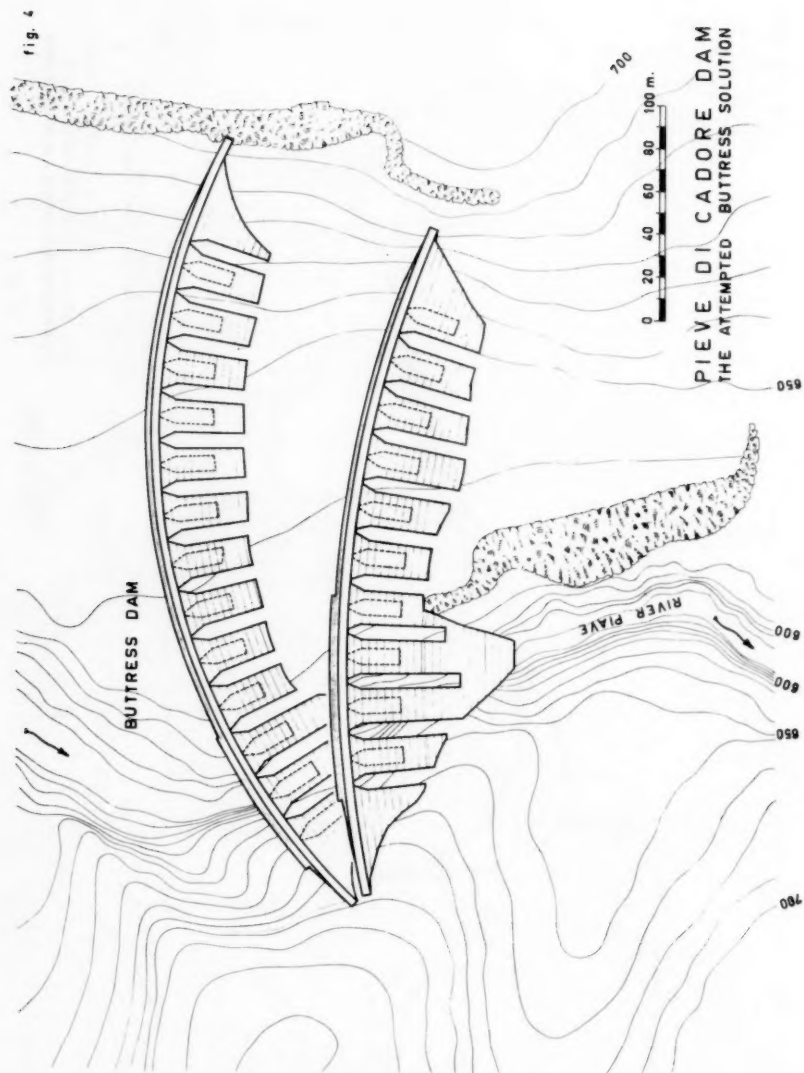 fig. 4
BUTTRESS DAM
700
0 20 40 60 80 100 m.
PIEVE DI CADORE DAM
THE ATTEMPTED BUTTRESS SOLUTION
650
RIVER PIAVE
600
600
650
700